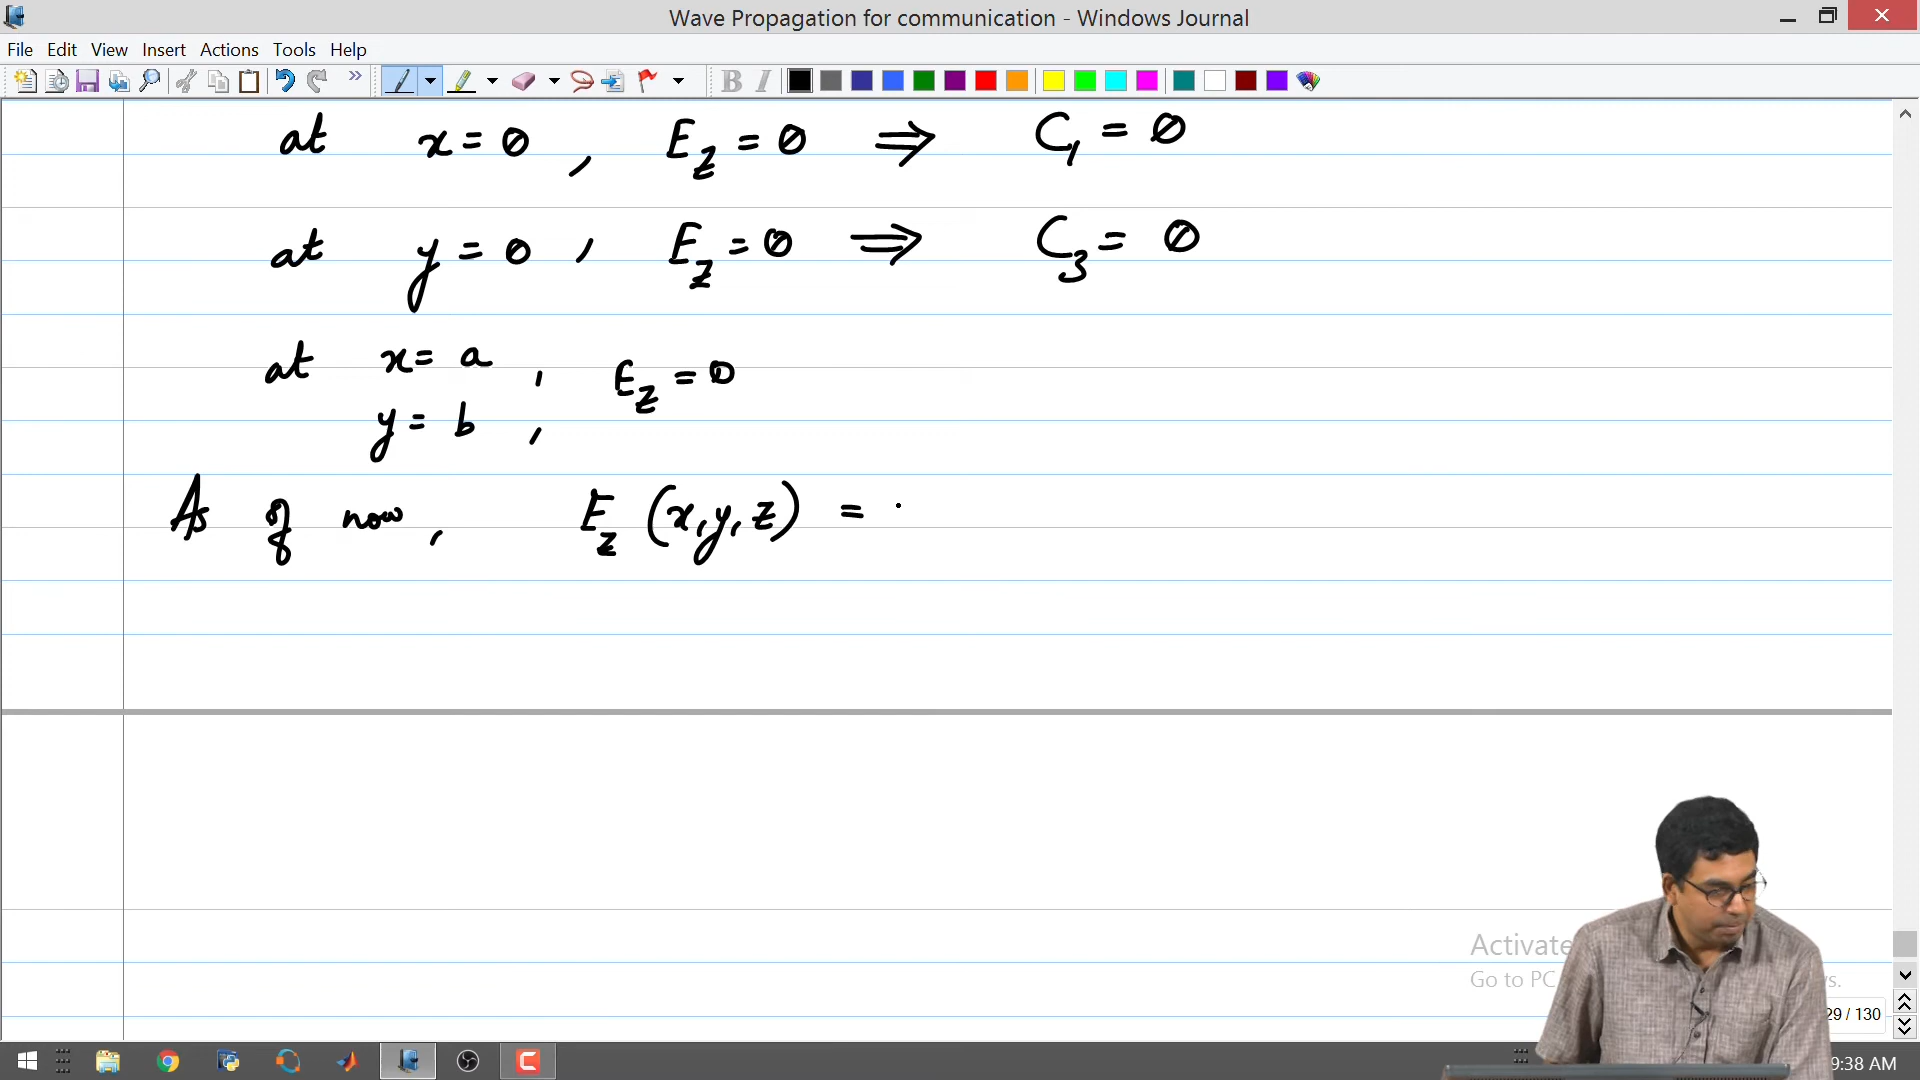 Wave Propagation for communication - Windows Journal
File Edit View Insert Actions Tools Help
at x = 0 , E_z = 0 ⇒ C_1 = 0
at y = 0 , E_z = 0 ⇒ C_3 = 0
at x = a , E_z = 0
y = b ,
As of now , E_z (x, y, z) =
Activate
Go to PC s.
29 / 130
9:38 AM